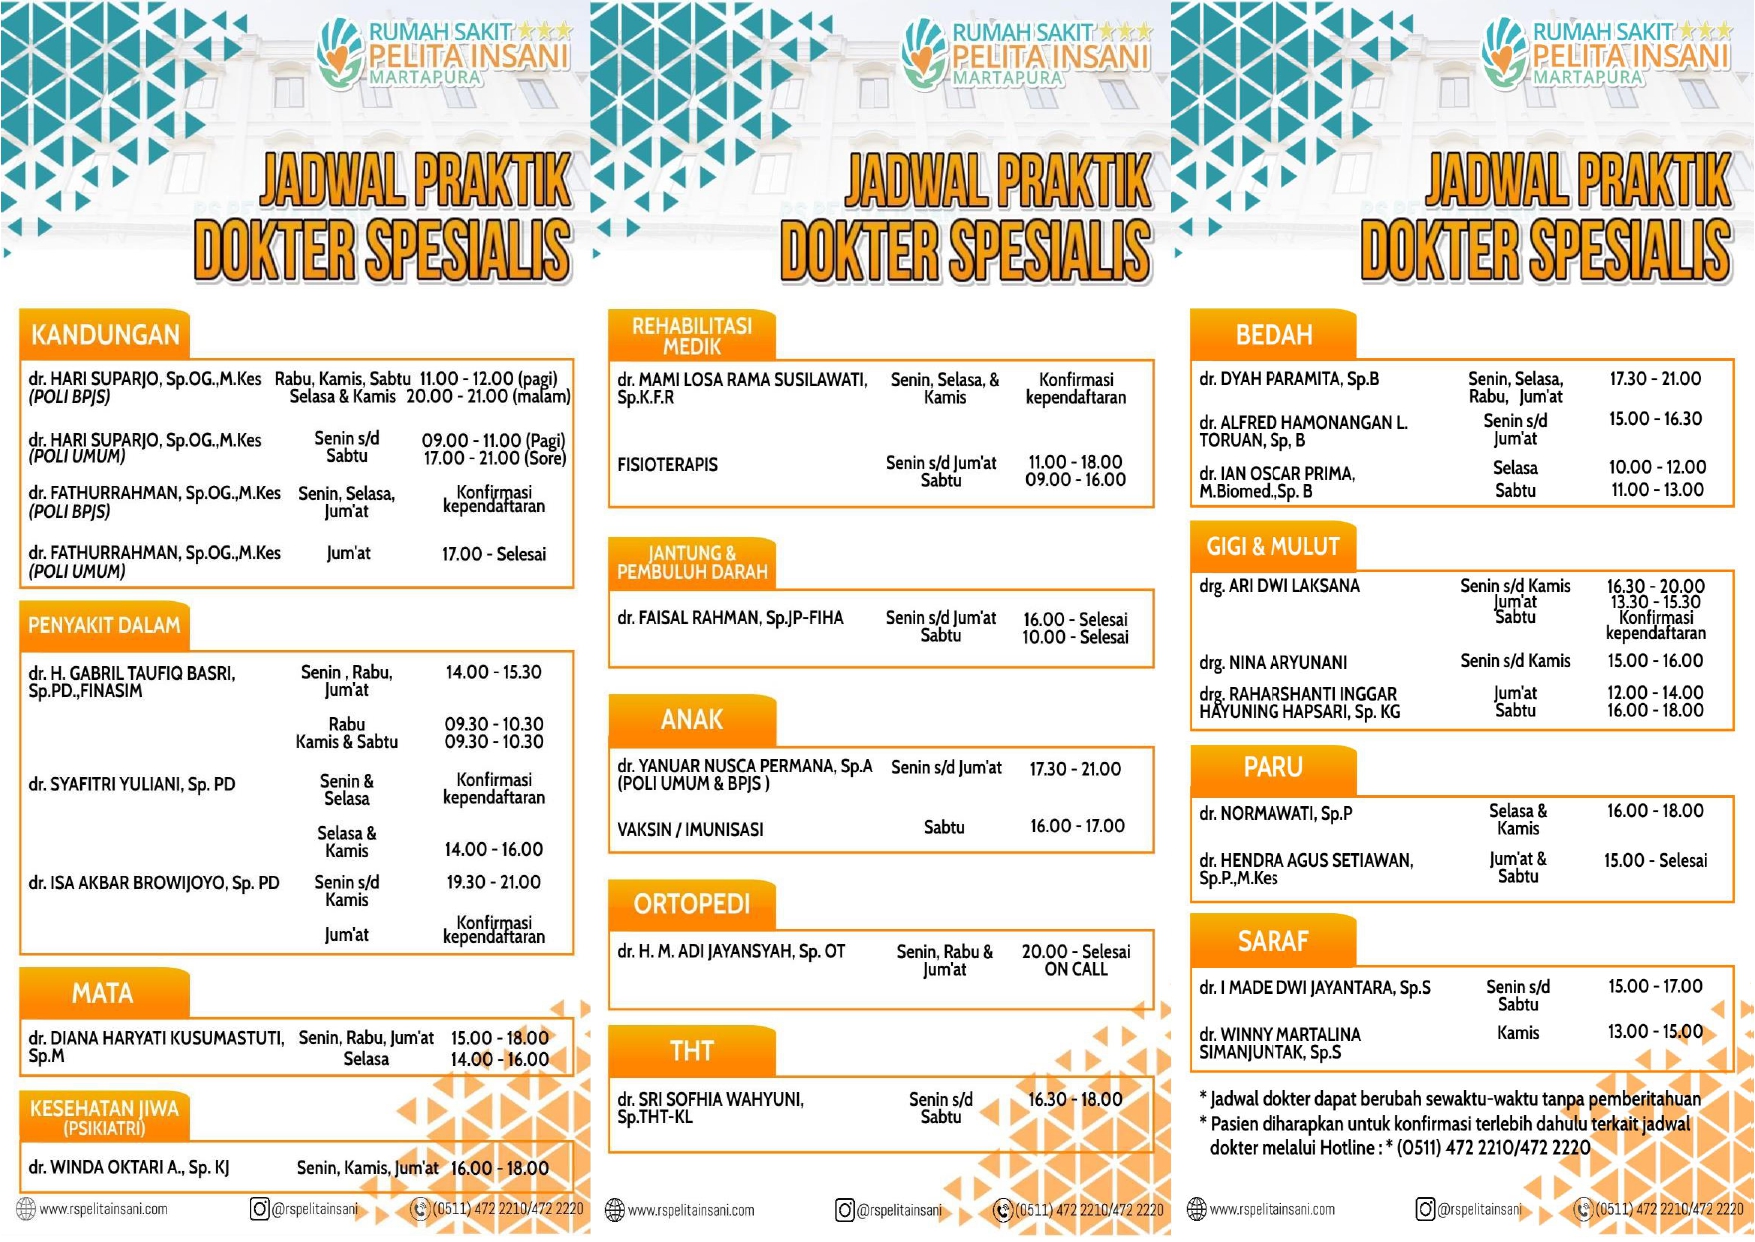 RUMAH SAKIT
PELITA INSANI
MARTAPURA
JADWAL PRAKTIK
DOKTER SPESIALIS
KANDUNGAN
dr. HARI SUPARJO, Sp.OG.,M.Kes Rabu, Kamis, Sabtu 11.00 - 12.00 (pagi)
(POLI BPJS) Selasa & Kamis 20.00 - 21.00 (malam)
dr. HARI SUPARJO, Sp.OG.,M.Kes Senin s/d 09.00 - 11.00 (Pagi)
(POLI UMUM) Sabtu 17.00 - 21.00 (Sore)
dr. FATHURRAHMAN, Sp.OG.,M.Kes Senin, Selasa, Konfirmasi
(POLI BPJS) Jum'at kependaftaran
dr. FATHURRAHMAN, Sp.OG.,M.Kes Jum'at 17.00 - Selesai
(POLI UMUM)
PENYAKIT DALAM
dr. H. GABRIL TAUFIQ BASRI, Senin , Rabu, 14.00 - 15.30
Sp.PD.,FINASIM Jum'at
Rabu 09.30 - 10.30
Kamis & Sabtu 09.30 - 10.30
dr. SYAFITRI YULIANI, Sp. PD Senin & Konfirmasi
Selasa kependaftaran
Selasa &
Kamis 14.00 - 16.00
dr. ISA AKBAR BROWIJOYO, Sp. PD Senin s/d 19.30 - 21.00
Kamis
Konfirmasi
Jum'at kependaftaran
MATA
dr. DIANA HARYATI KUSUMASTUTI, Senin, Rabu, Jum'at 15.00 - 18.00
Sp.M Selasa 14.00 - 16.00
KESEHATAN JIWA
(PSIKIATRI)
dr. WINDA OKTARI A., Sp. KJ Senin, Kamis, Jum'at 16.00 - 18.00
www.rspelitainsani.com @rspelitainsani (0511) 472 2210/472 2220
RUMAH SAKIT
PELITA INSANI
MARTAPURA
JADWAL PRAKTIK
DOKTER SPESIALIS
REHABILITASI
MEDIK
dr. MAMI LOSA RAMA SUSILAWATI, Senin, Selasa, & Konfirmasi
Sp.K.F.R Kamis kependaftaran
FISIOTERAPIS Senin s/d Jum'at 11.00 - 18.00
Sabtu 09.00 - 16.00
JANTUNG &
PEMBULUH DARAH
dr. FAISAL RAHMAN, Sp.JP-FIHA Senin s/d Jum'at 16.00 - Selesai
Sabtu 10.00 - Selesai
ANAK
dr. YANUAR NUSCA PERMANA, Sp.A Senin s/d Jum'at 17.30 - 21.00
(POLI UMUM & BPJS )
VAKSIN / IMUNISASI Sabtu 16.00 - 17.00
ORTOPEDI
dr. H. M. ADI JAYANSYAH, Sp. OT Senin, Rabu & 20.00 - Selesai
Jum'at ON CALL
THT
dr. SRI SOFHIA WAHYUNI, Senin s/d 16.30 - 18.00
Sp.THT-KL Sabtu
www.rspelitainsani.com @rspelitainsani (0511) 472 2210/472 2220
RUMAH SAKIT
PELITA INSANI
MARTAPURA
JADWAL PRAKTIK
DOKTER SPESIALIS
BEDAH
dr. DYAH PARAMITA, Sp.B Senin, Selasa, 17.30 - 21.00
Rabu, Jum'at
dr. ALFRED HAMONANGAN L. Senin s/d 15.00 - 16.30
TORUAN, Sp, B Jum'at
dr. IAN OSCAR PRIMA, Selasa 10.00 - 12.00
M.Biomed.,Sp. B Sabtu 11.00 - 13.00
GIGI & MULUT
drg. ARI DWI LAKSANA Senin s/d Kamis 16.30 - 20.00
Jum'at 13.30 - 15.30
Sabtu Konfirmasi
kependaftaran
drg. NINA ARYUNANI Senin s/d Kamis 15.00 - 16.00
drg. RAHARSHANTI INGGAR Jum'at 12.00 - 14.00
HAYUNING HAPSARI, Sp. KG Sabtu 16.00 - 18.00
PARU
dr. NORMAWATI, Sp.P Selasa & 16.00 - 18.00
Kamis
dr. HENDRA AGUS SETIAWAN, Jum'at & 15.00 - Selesai
Sp.P.,M.Kes Sabtu
SARAF
dr. I MADE DWI JAYANTARA, Sp.S Senin s/d 15.00 - 17.00
Sabtu
dr. WINNY MARTALINA Kamis 13.00 - 15.00
SIMANJUNTAK, Sp.S
* Jadwal dokter dapat berubah sewaktu-waktu tanpa pemberitahuan
* Pasien diharapkan untuk konfirmasi terlebih dahulu terkait jadwal
dokter melalui Hotline : * (0511) 472 2210/472 2220
www.rspelitainsani.com @rspelitainsani (0511) 472 2210/472 2220